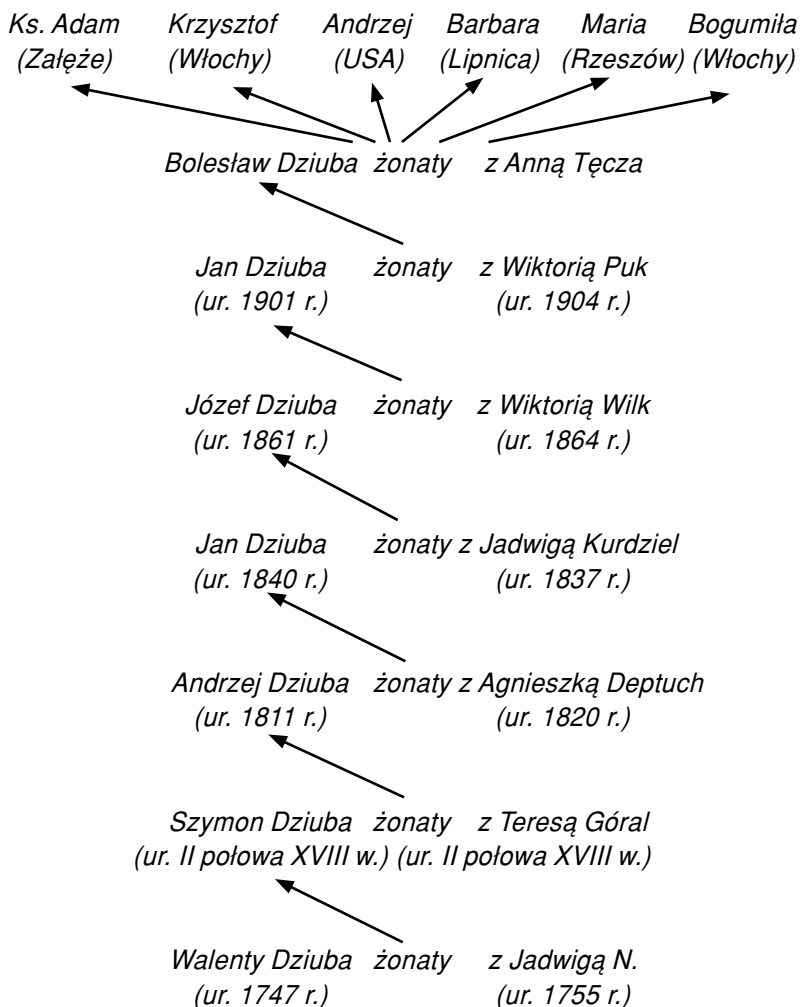 Ks. Adam Krzysztof Andrzej Barbara Maria Bogumiła
(Załęże) (Włochy) (USA) (Lipnica) (Rzeszów) (Włochy)
Bolesław Dziuba żonaty z Anną Tęcza
Jan Dziuba żonaty z Wiktorią Puk
(ur. 1901 r.) (ur. 1904 r.)
Józef Dziuba żonaty z Wiktorią Wilk
(ur. 1861 r.) (ur. 1864 r.)
Jan Dziuba żonaty z Jadwigą Kurdziel
(ur. 1840 r.) (ur. 1837 r.)
Andrzej Dziuba żonaty z Agnieszką Deptuch
(ur. 1811 r.) (ur. 1820 r.)
Szymon Dziuba żonaty z Teresą Góral
(ur. II połowa XVIII w.) (ur. II połowa XVIII w.)
Walenty Dziuba żonaty z Jadwigą N.
(ur. 1747 r.) (ur. 1755 r.)